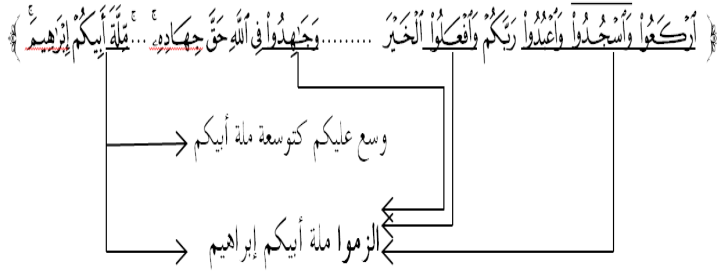 ﴿ ٱرْكَعُوا۟ وَٱسْجُدُوا۟ وَٱعْبُدُوا۟ رَبَّكُمْ وَٱفْعَلُوا۟ ٱلْخَيْرَ ......... وَجَٰهِدُوا۟ فِى ٱللَّهِ حَقَّ جِهَادِهِۦ ۚ ... مِّلَّةَ أَبِيكُمْ إِبْرَٰهِيمَ ۚ ﴾
وسع عليكم كتوسعة ملة أبيكم
الزموا ملة أبيكم إبراهيم